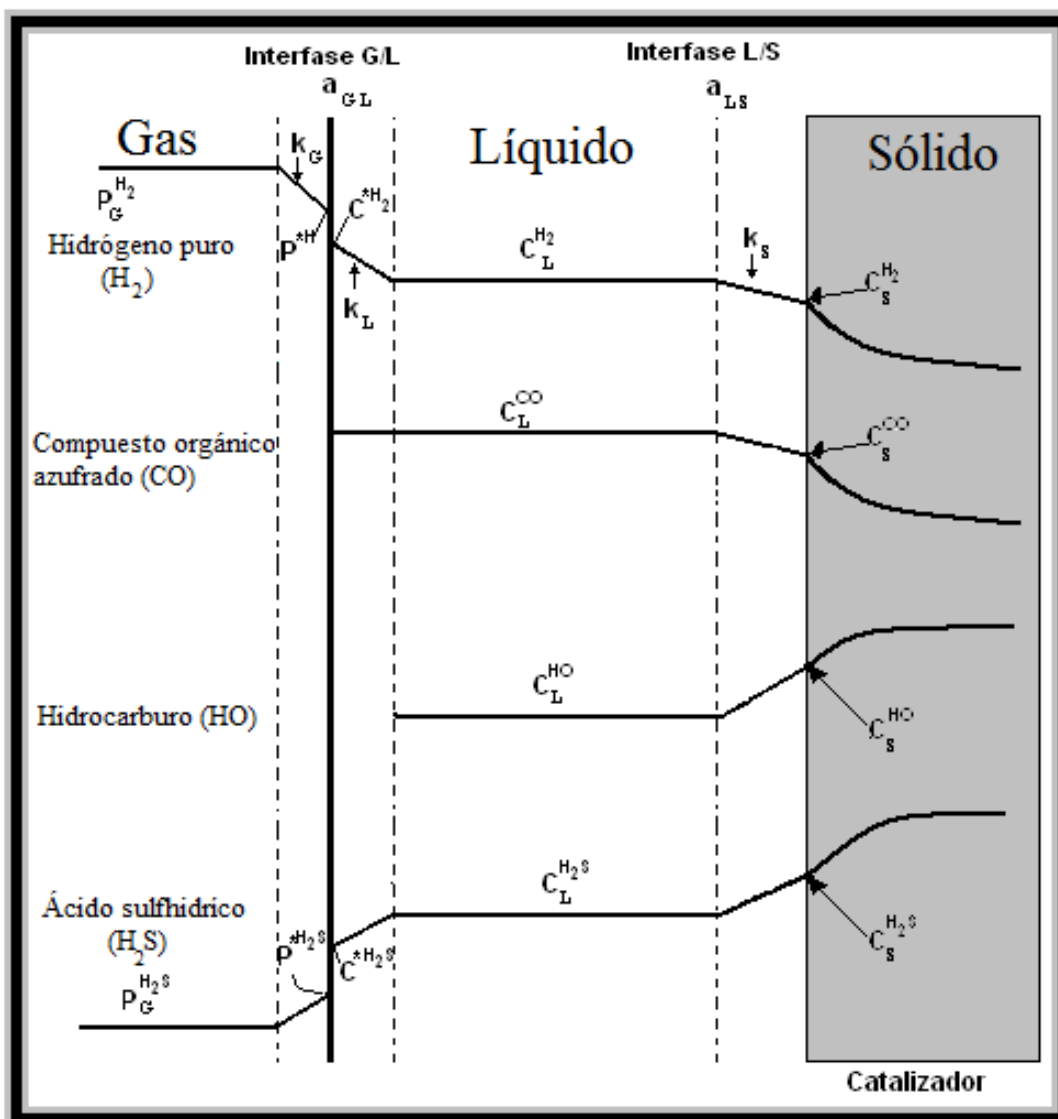 Interfase G/L
a_GL
Interfase L/S
a_LS
Gas
Líquido
Sólido
k_G
P_G^H2
C^*H2
P^*H
Hidrógeno puro
(H2)
k_L
C_L^H2
k_S
C_S^H2
C_L^CO
Compuesto orgánico
azufrado (CO)
C_S^CO
Hidrocarburo (HO)
C_L^HO
C_S^HO
Ácido sulfhidrico
(H2S)
P_G^H2S
P^*H2S
C^*H2S
C_L^H2S
C_S^H2S
Catalizador